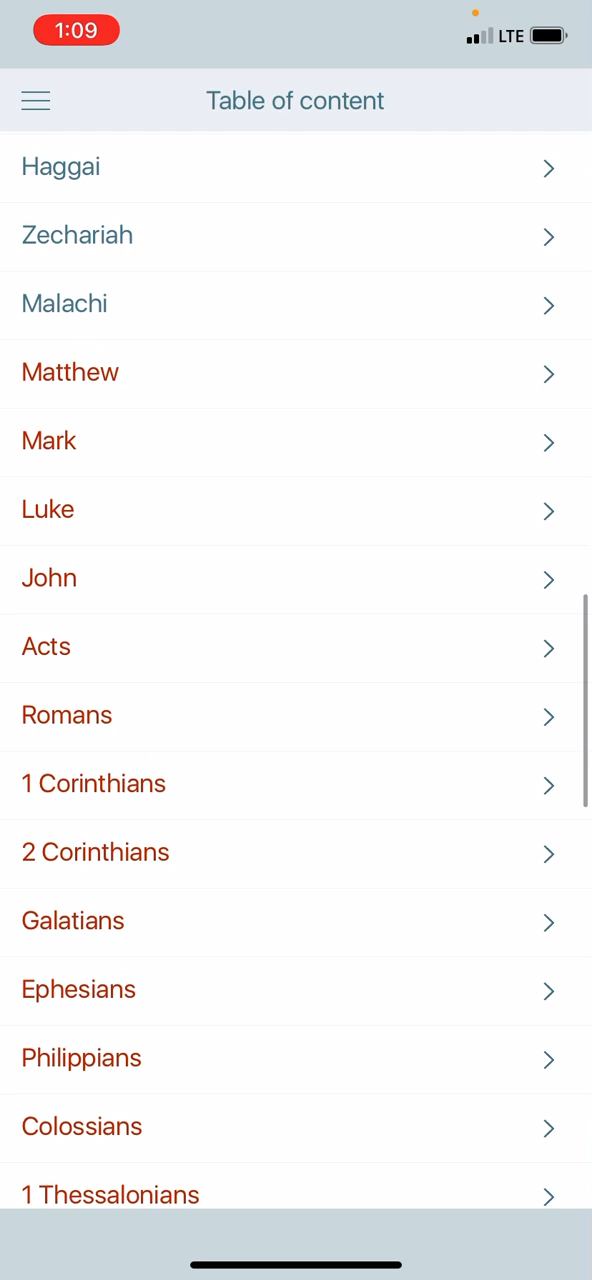 1:09 LTE
Table of content
Haggai
Zechariah
Malachi
Matthew
Mark
Luke
John
Acts
Romans
1 Corinthians
2 Corinthians
Galatians
Ephesians
Philippians
Colossians
1 Thessalonians